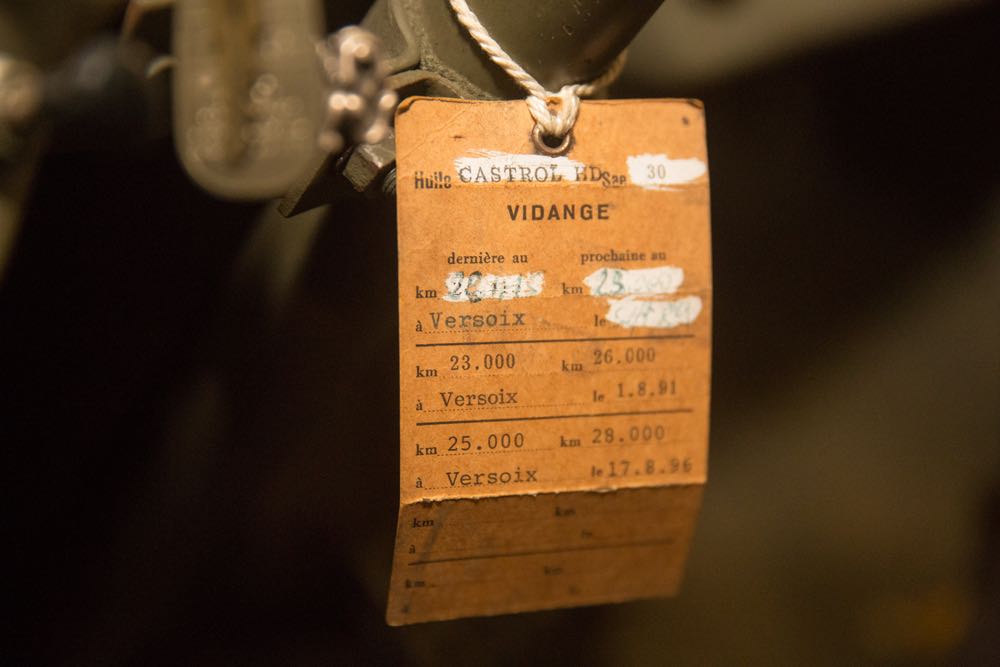 Huile CASTROL HD Sae 30
VIDANGE
dernière au prochaine au
km km 23.
à Versoix le
km 23.000 km 26.000
à Versoix le 1.8.91
km 25.000 km 28.000
à Versoix le 17.8.96
km km
à le
km km